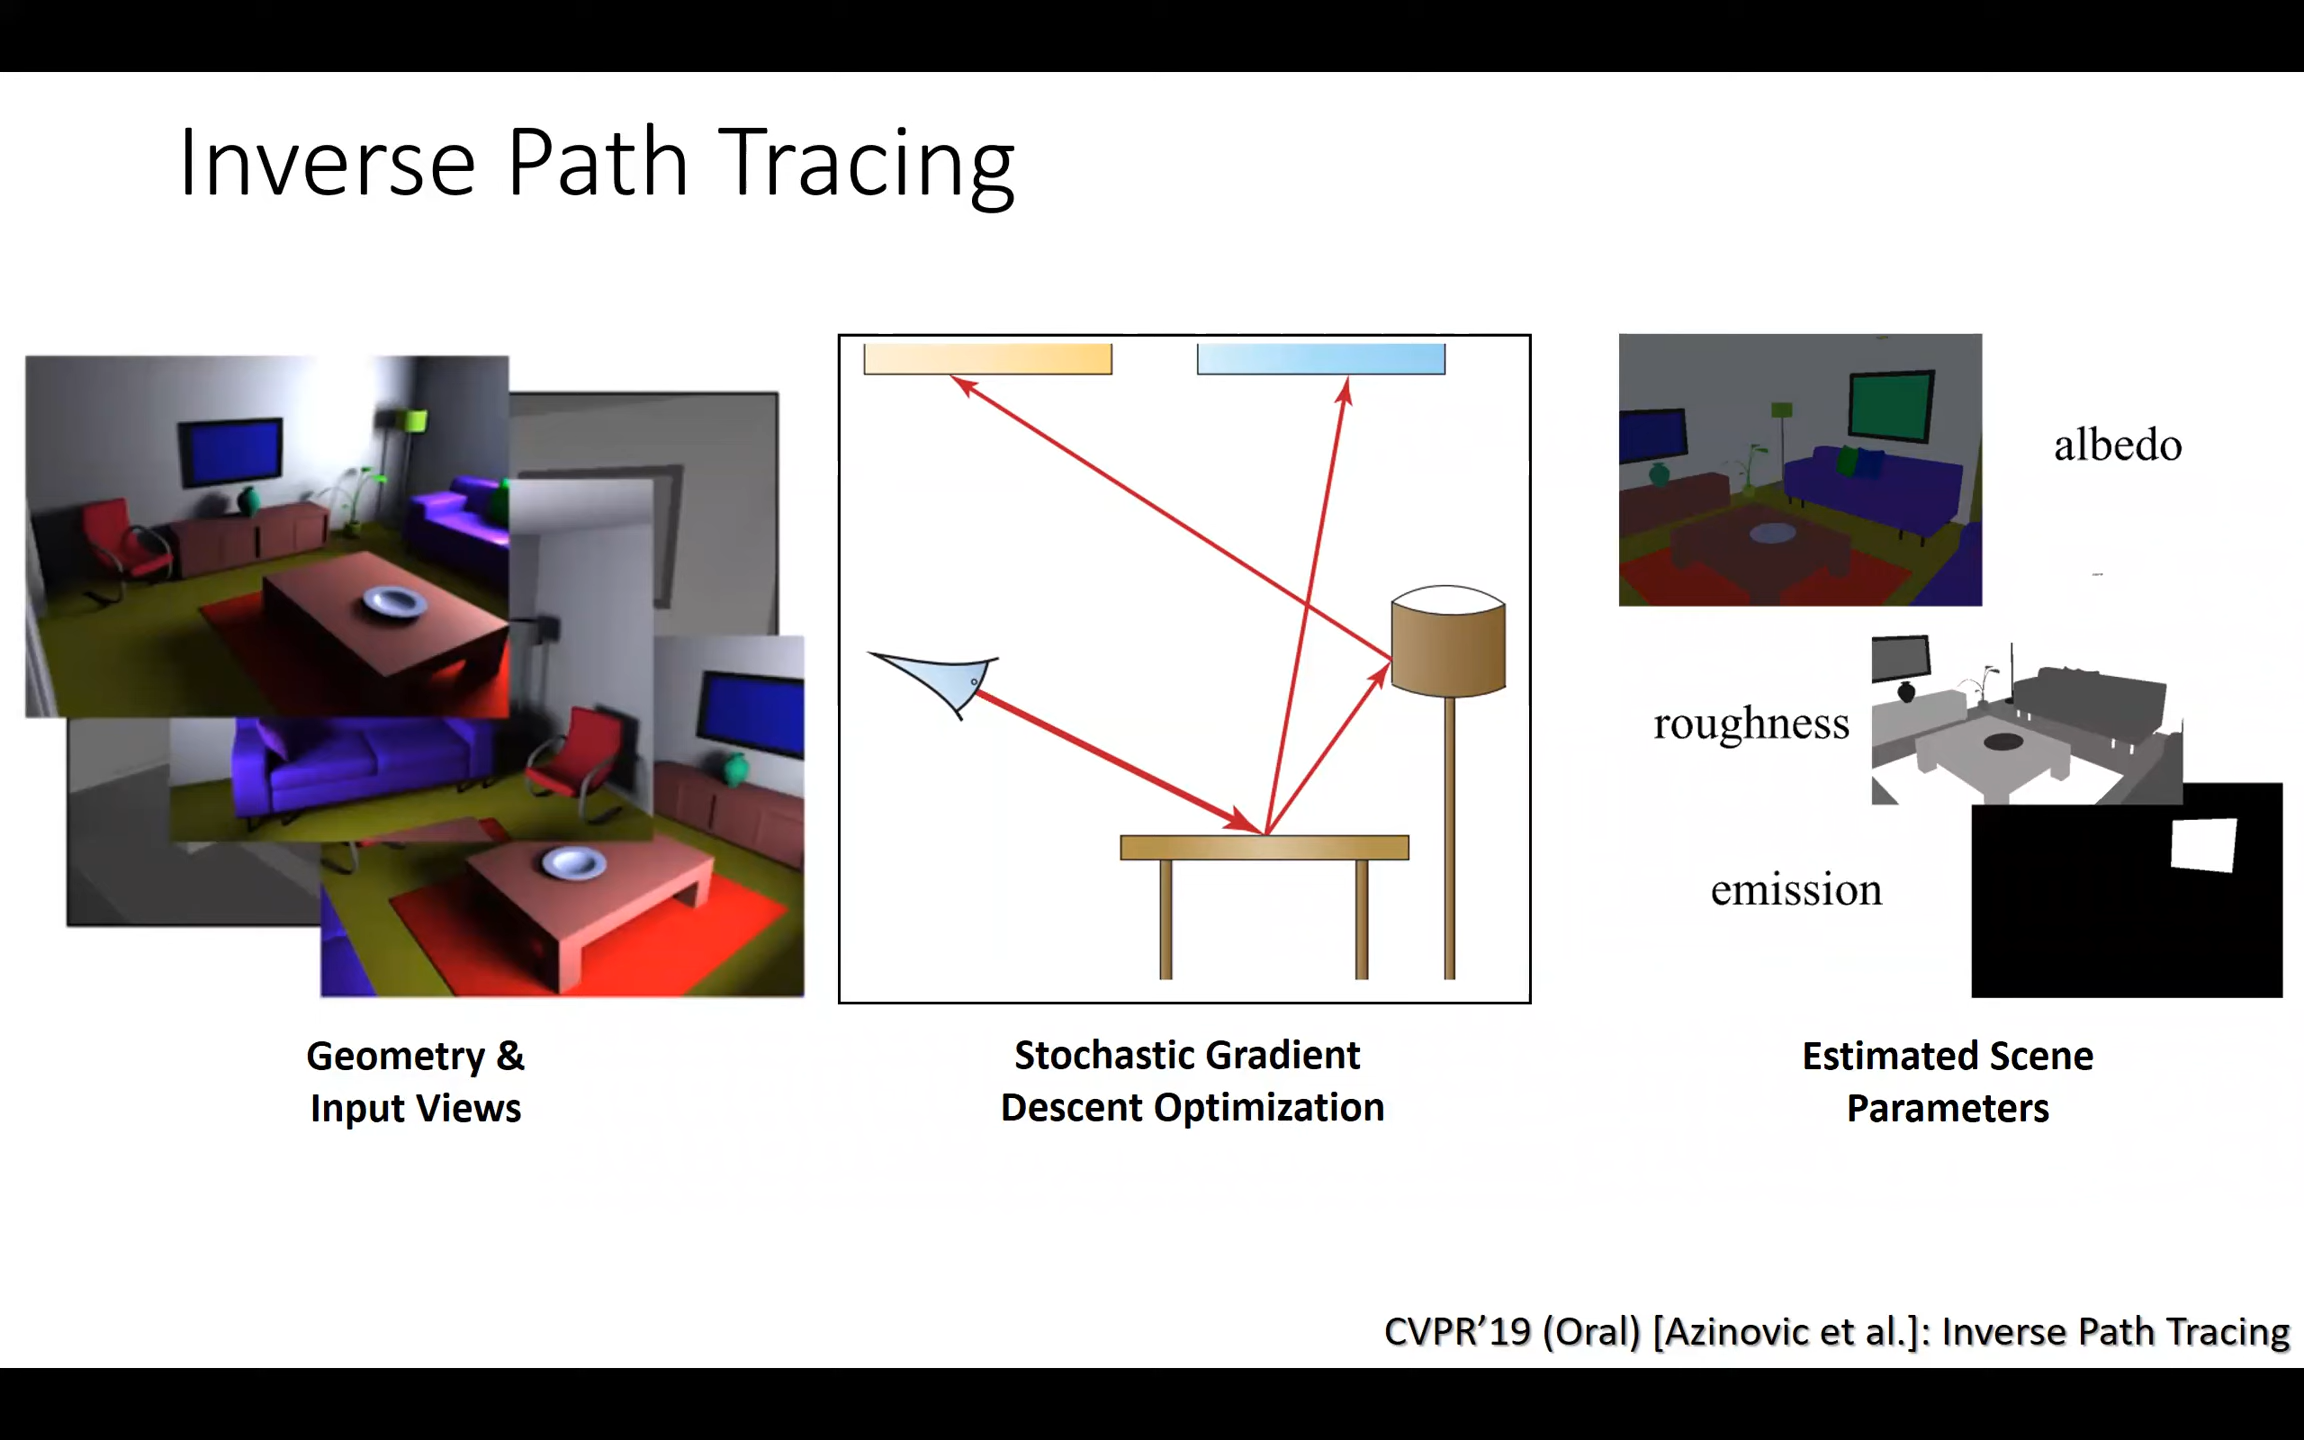 Inverse Path Tracing
albedo
roughness
emission
Geometry &
Input Views
Stochastic Gradient
Descent Optimization
Estimated Scene
Parameters
CVPR’19 (Oral) [Azinovic et al.]: Inverse Path Tracing